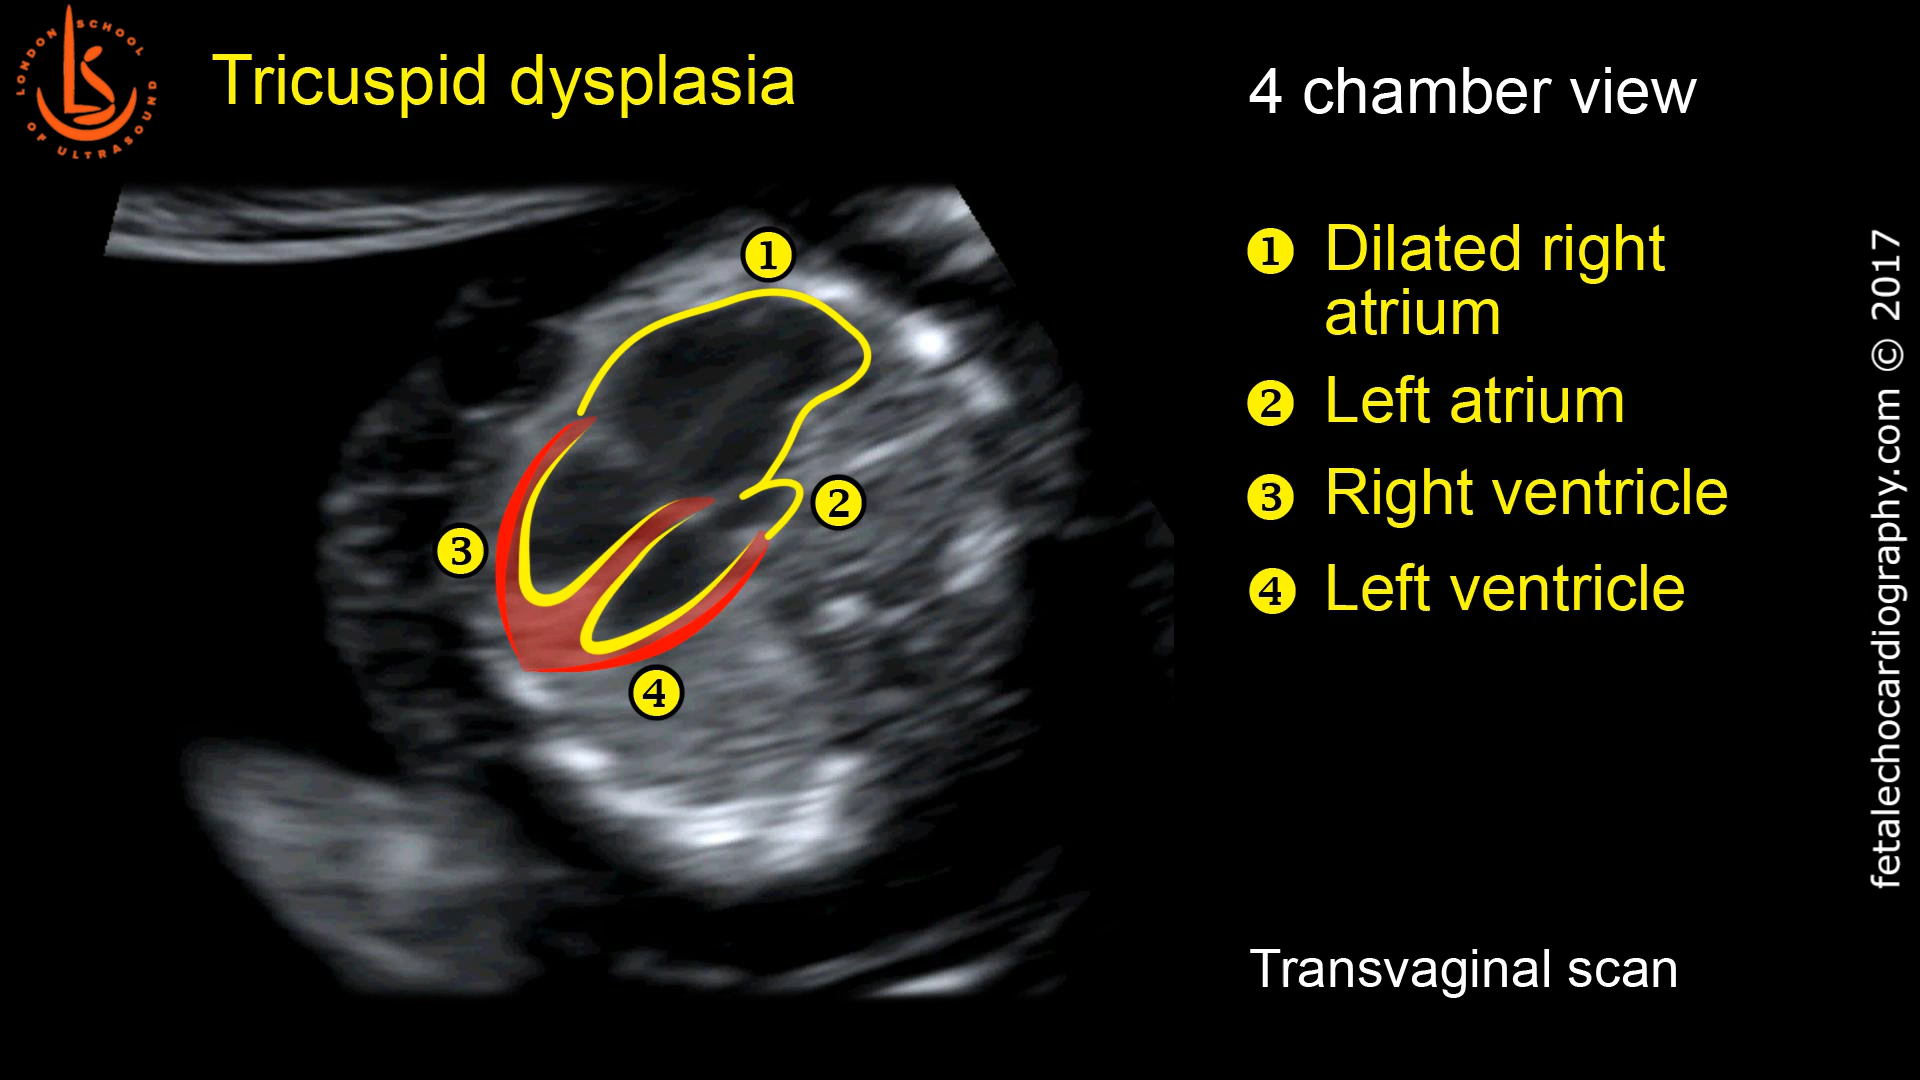 LONDON SCHOOL OF ULTRASOUND
Tricuspid dysplasia
4 chamber view
1 Dilated right
atrium
2 Left atrium
3 Right ventricle
4 Left ventricle
1
2
3
4
Transvaginal scan
fetalechocardiography.com © 2017